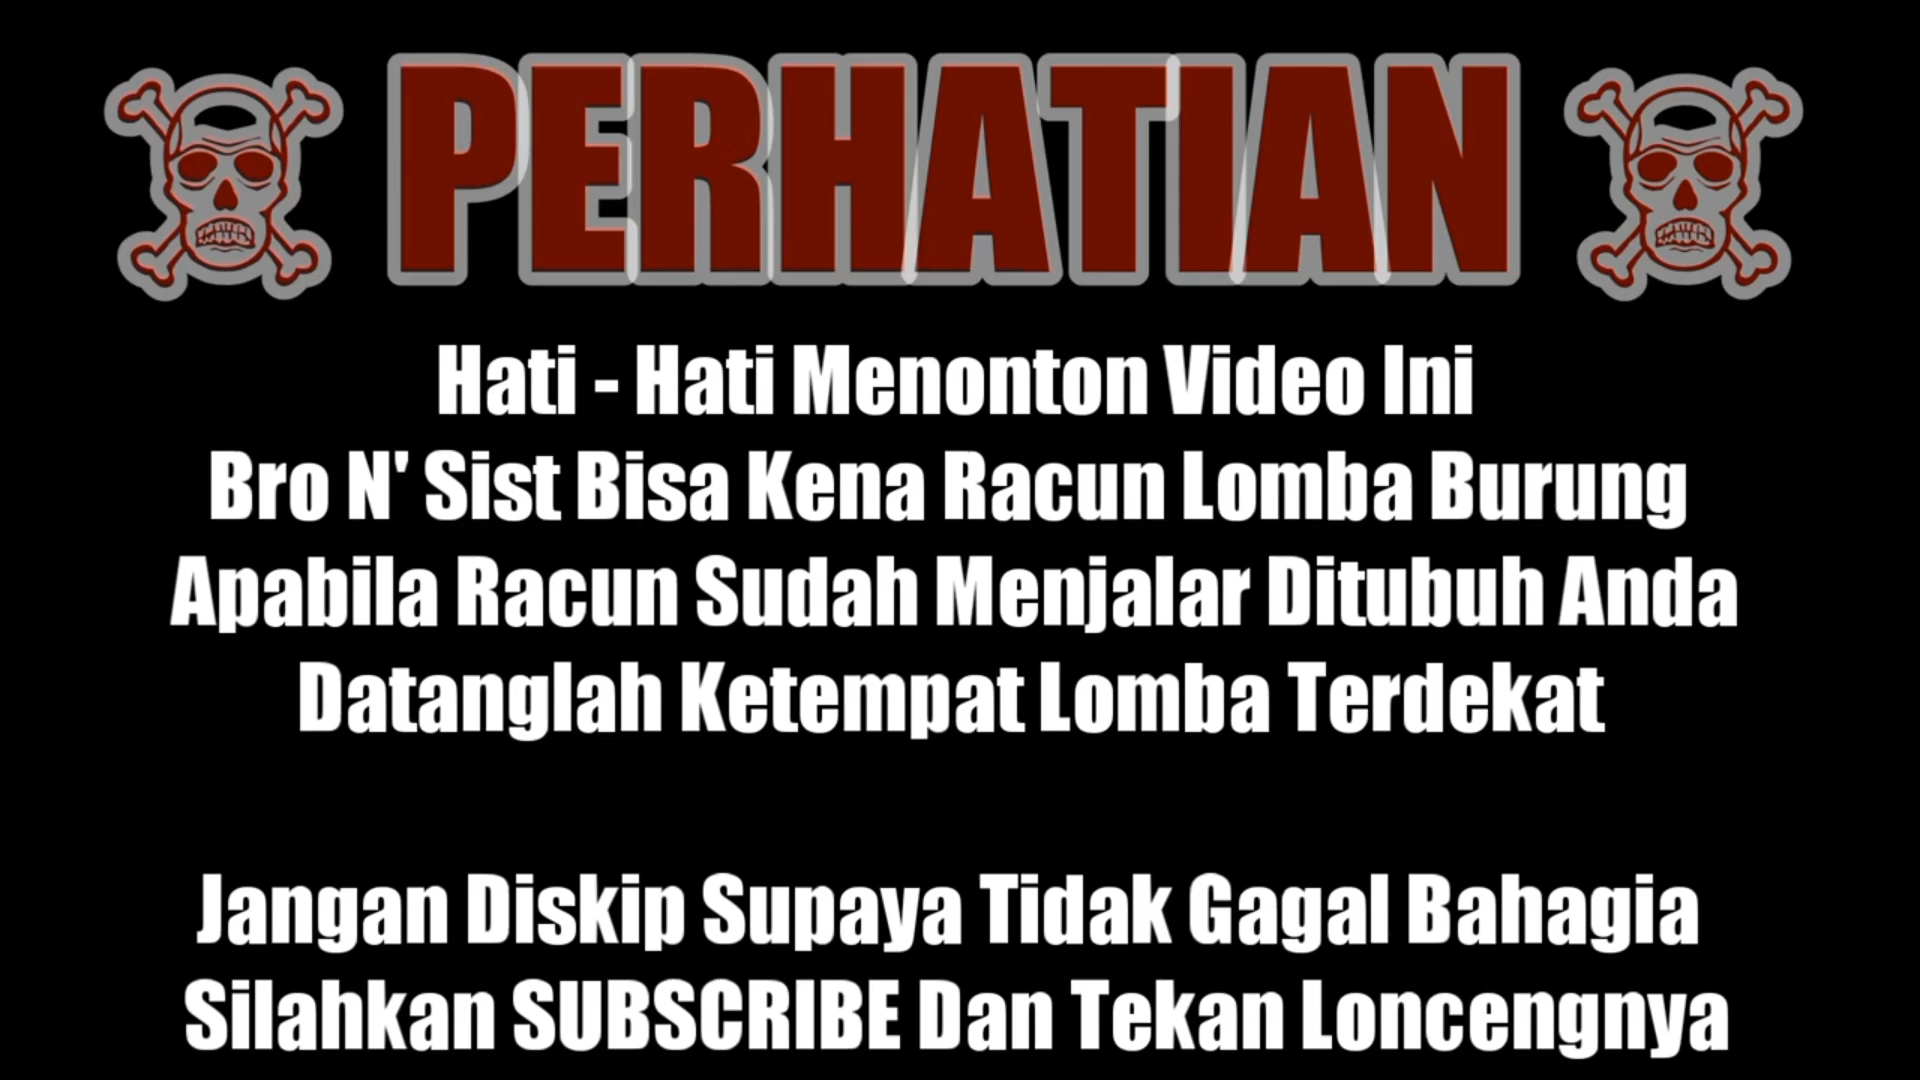 PERHATIAN
Hati - Hati Menonton Video Ini
Bro N' Sist Bisa Kena Racun Lomba Burung
Apabila Racun Sudah Menjalar Ditubuh Anda
Datanglah Ketempat Lomba Terdekat
Jangan Diskip Supaya Tidak Gagal Bahagia
Silahkan SUBSCRIBE Dan Tekan Loncengnya